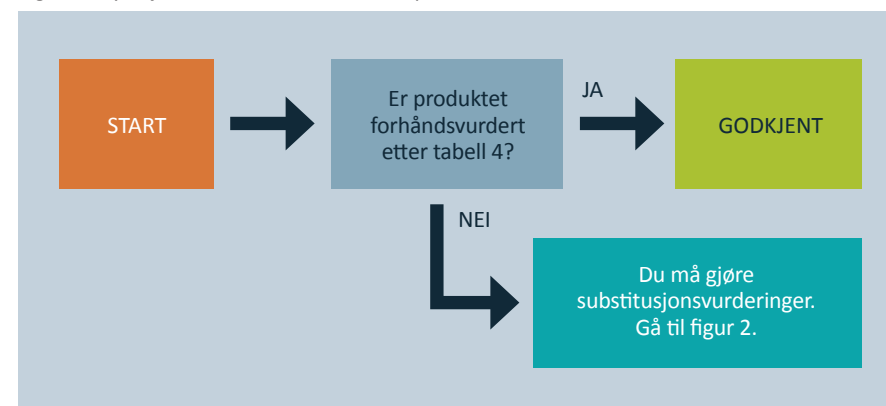 START
Er produktet
forhåndsvurdert
etter tabell 4?
JA
GODKJENT
NEI
Du må gjøre
substitusjonsvurderinger.
Gå til figur 2.